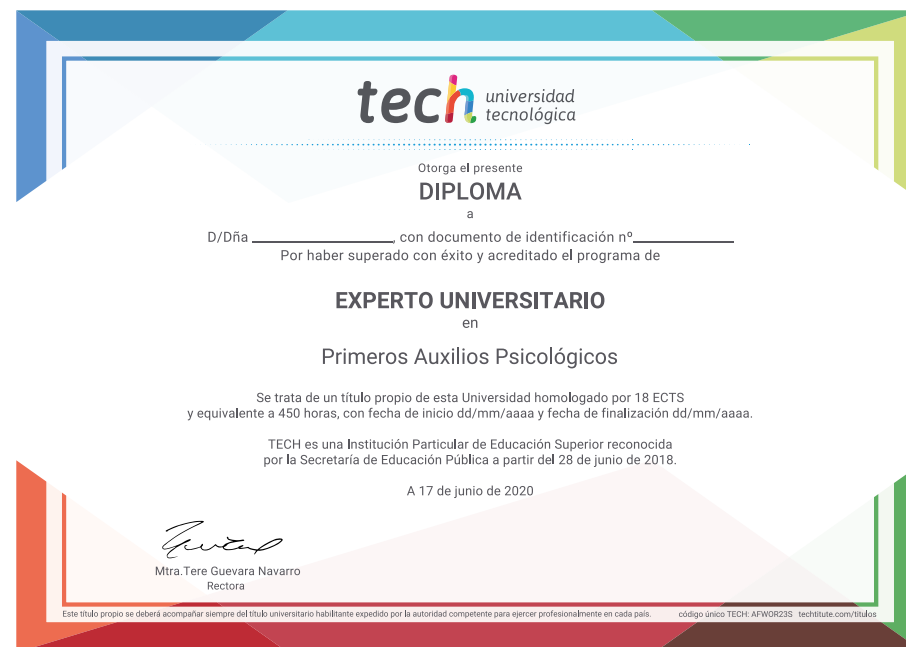 tech universidad
tecnológica
Otorga el presente
DIPLOMA
a
D/Dña ____________________, con documento de identificación nº______________
Por haber superado con éxito y acreditado el programa de
EXPERTO UNIVERSITARIO
en
Primeros Auxilios Psicológicos
Se trata de un título propio de esta Universidad homologado por 18 ECTS
y equivalente a 450 horas, con fecha de inicio dd/mm/aaaa y fecha de finalización dd/mm/aaaa.
TECH es una Institución Particular de Educación Superior reconocida
por la Secretaría de Educación Pública a partir del 28 de junio de 2018.
A 17 de junio de 2020
Mtra.Tere Guevara Navarro
Rectora
Este título propio se deberá acompañar siempre del título universitario habilitante expedido por la autoridad competente para ejercer profesionalmente en cada país. código único TECH: AFWOR23S techtitute.com/titulos